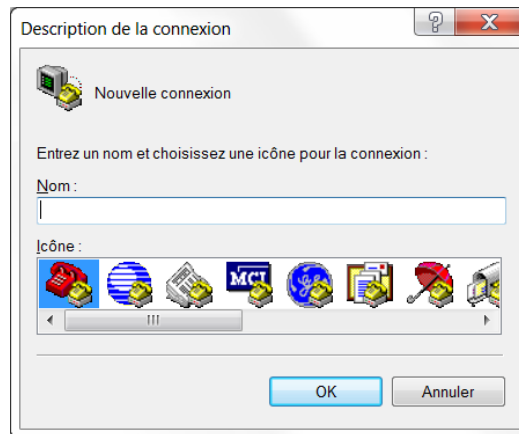 Description de la connexion
Nouvelle connexion
Entrez un nom et choisissez une icône pour la connexion :
Nom :
Icône :
MCI
OK
Annuler